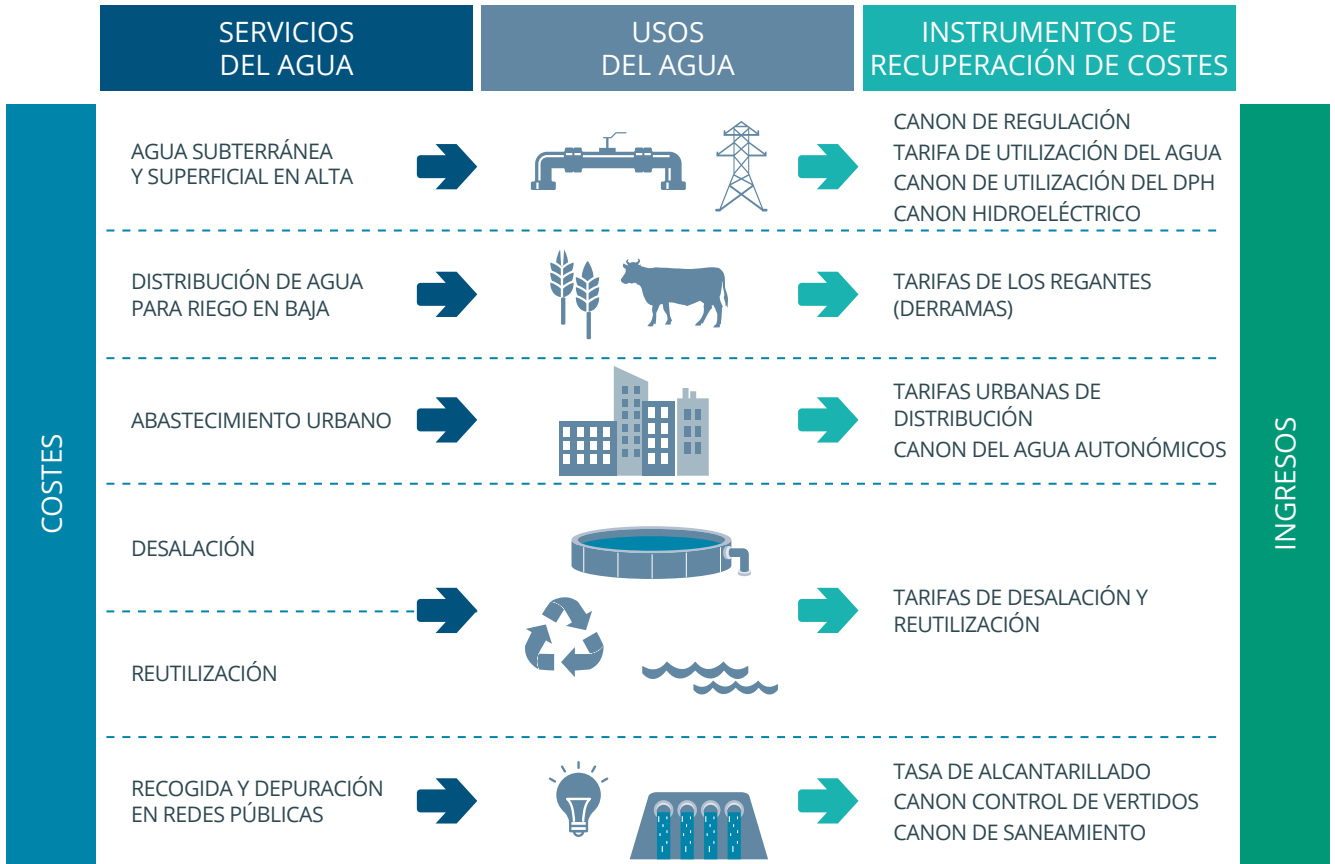 SERVICIOS
DEL AGUA
USOS
DEL AGUA
INSTRUMENTOS DE
RECUPERACIÓN DE COSTES
COSTES
AGUA SUBTERRÁNEA
Y SUPERFICIAL EN ALTA
CANON DE REGULACIÓN
TARIFA DE UTILIZACIÓN DEL AGUA
CANON DE UTILIZACIÓN DEL DPH
CANON HIDROELÉCTRICO
DISTRIBUCIÓN DE AGUA
PARA RIEGO EN BAJA
TARIFAS DE LOS REGANTES
(DERRAMAS)
ABASTECIMIENTO URBANO
TARIFAS URBANAS DE
DISTRIBUCIÓN
CANON DEL AGUA AUTONÓMICOS
DESALACIÓN
REUTILIZACIÓN
TARIFAS DE DESALACIÓN Y
REUTILIZACIÓN
RECOGIDA Y DEPURACIÓN
EN REDES PÚBLICAS
TASA DE ALCANTARILLADO
CANON CONTROL DE VERTIDOS
CANON DE SANEAMIENTO
INGRESOS